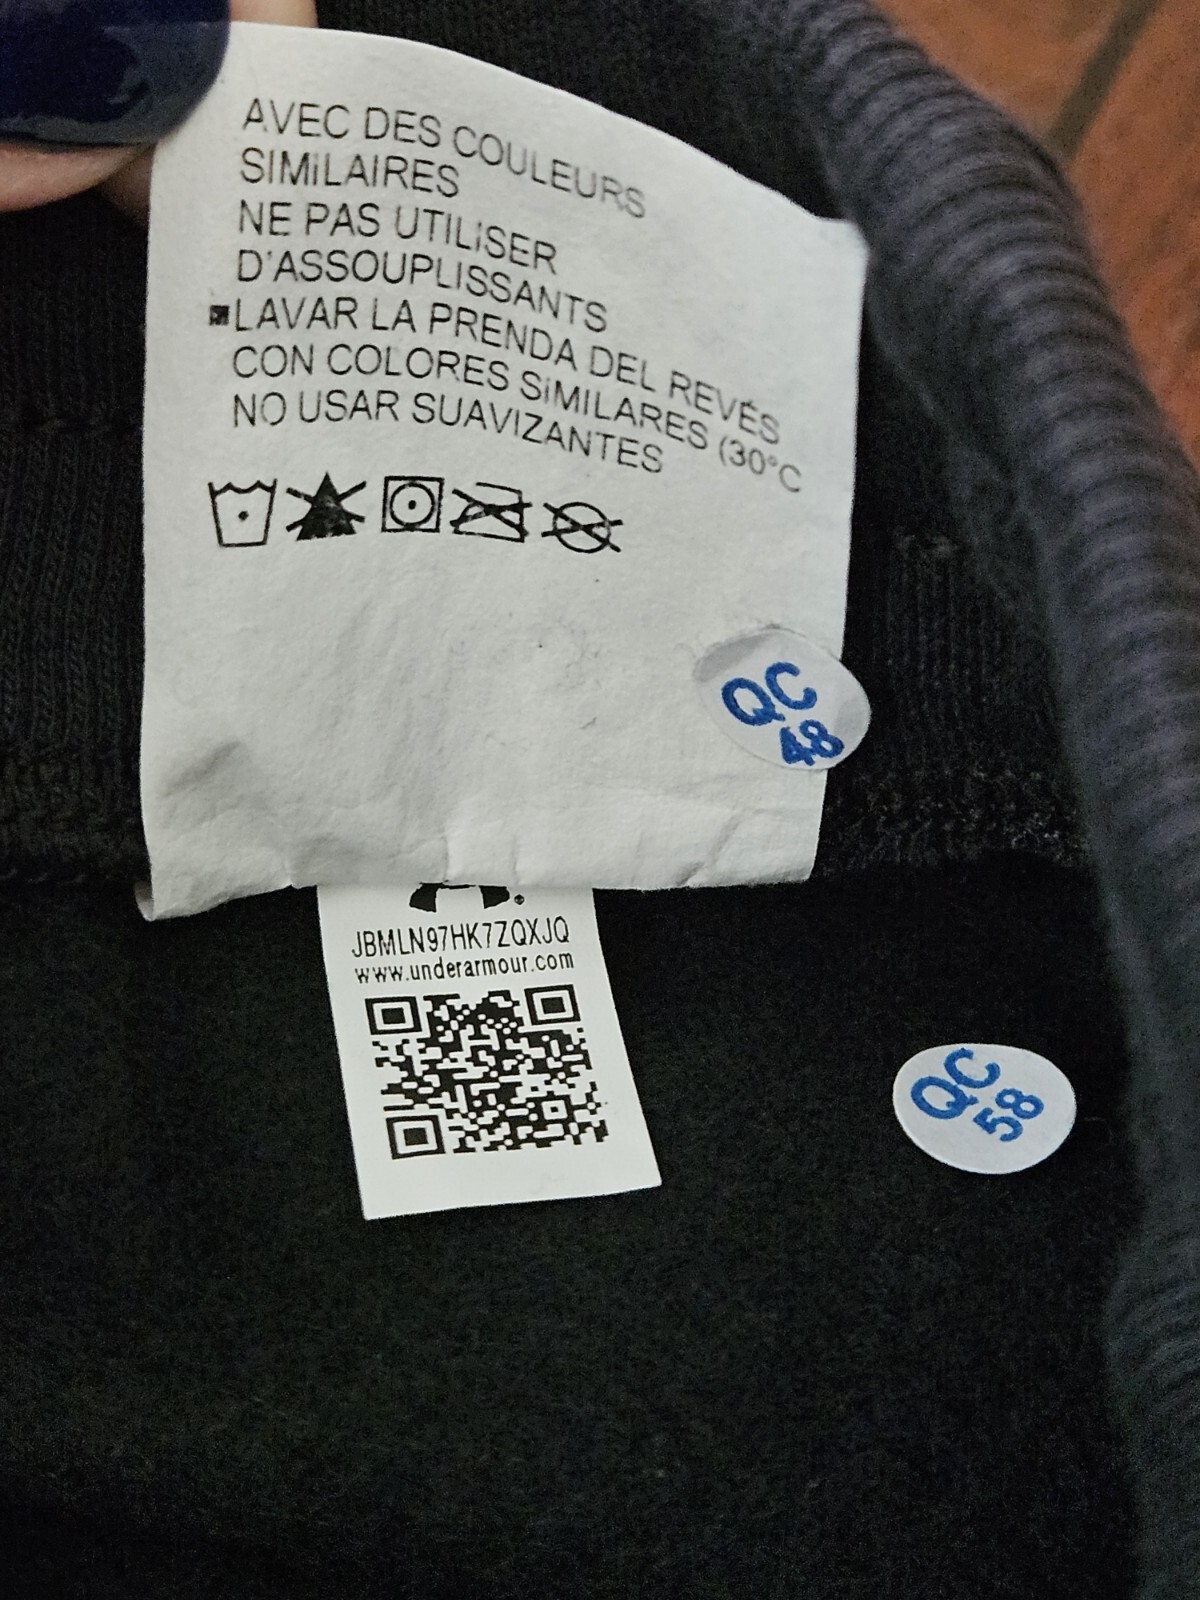 AVEC DES COULEURS
SIMILAIRES
NE PAS UTILISER
D'ASSOUPLISSANTS
LAVAR LA PRENDA DEL REVÉS
CON COLORES SIMILARES (30°C
NO USAR SUAVIZANTES
QC
48
JBMLN97HK7ZQXJQ
www.underarmour.com
QC
58